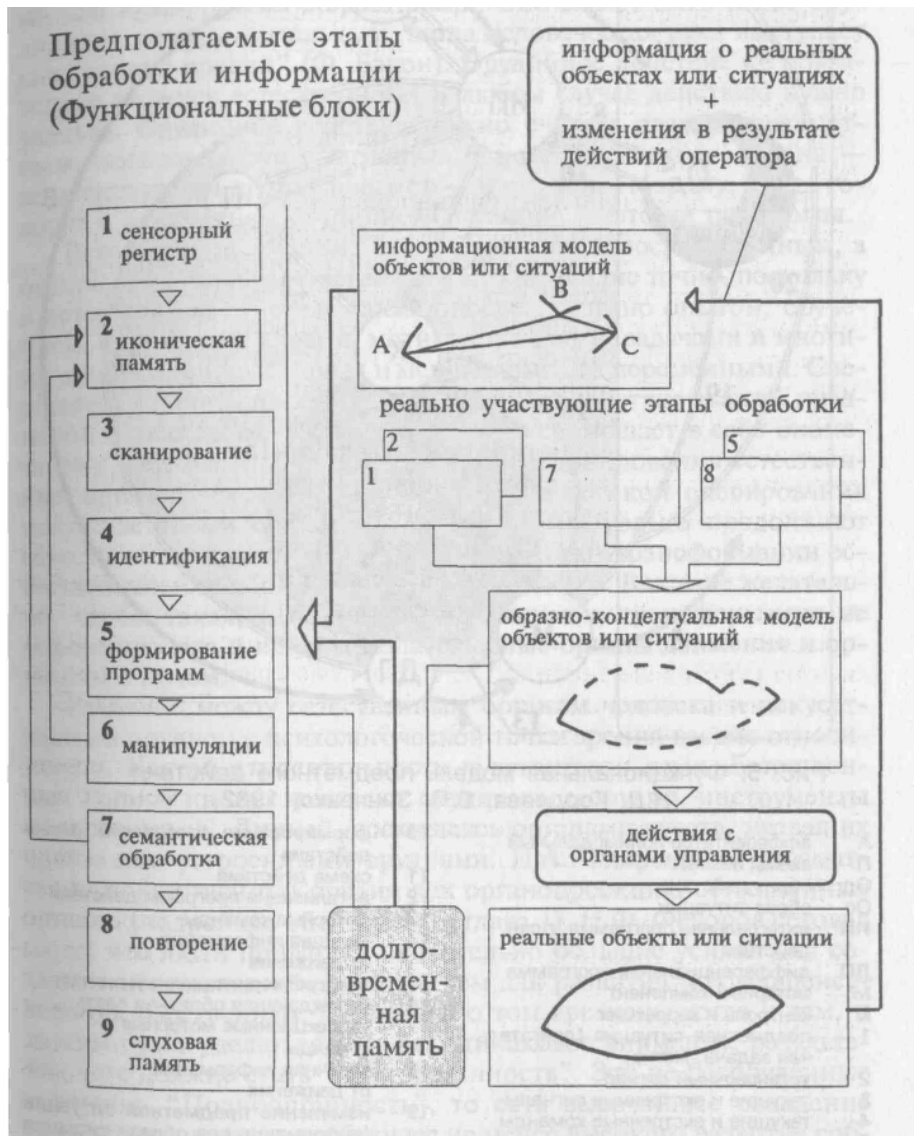 Предполагаемые этапы
обработки информации
(Функциональные блоки)
информация о реальных
объектах или ситуациях
+
изменения в результате
действий оператора
1 сенсорный
регистр
2
иконическая
память
3
сканирование
4
идентификация
5
формирование
программ
6
манипуляции
7
семантическая
обработка
8
повторение
9
слуховая
память
долго-
времен-
ная
память
информационная модель
объектов или ситуаций
B
A
C
реально участвующие этапы обработки
2
1
7
5
8
образно-концептуальная модель
объектов или ситуаций
действия с
органами управления
реальные объекты или ситуации